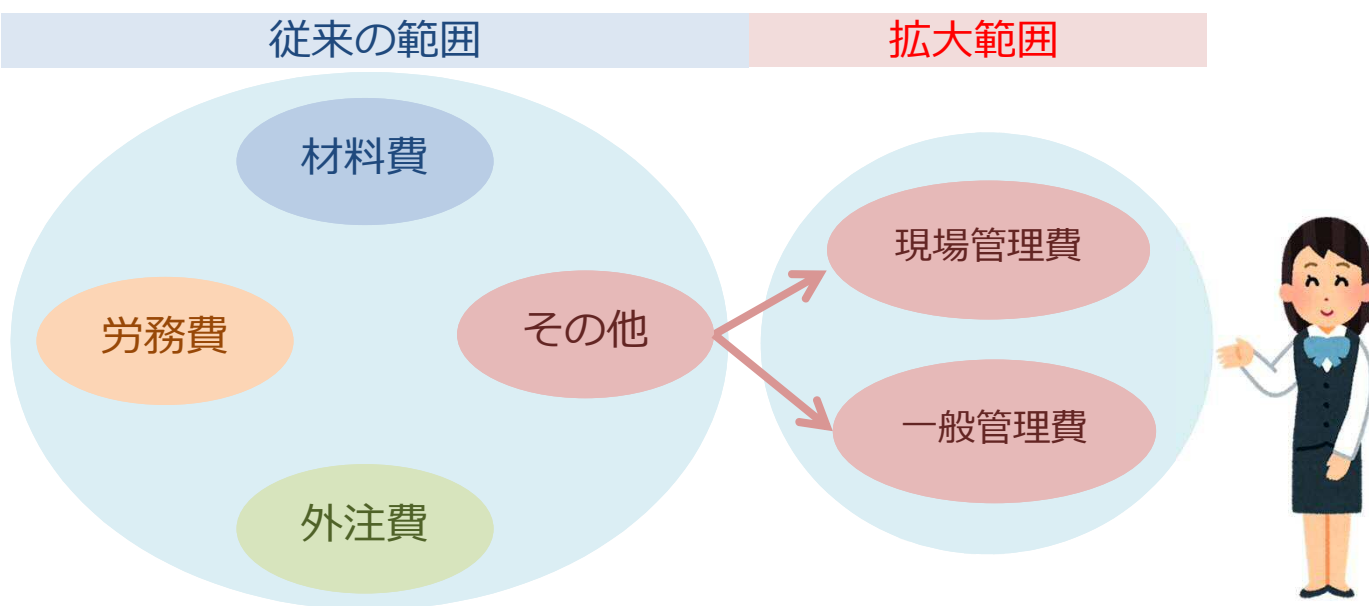 従来の範囲
拡大範囲
材料費
現場管理費
労務費
その他
一般管理費
外注費